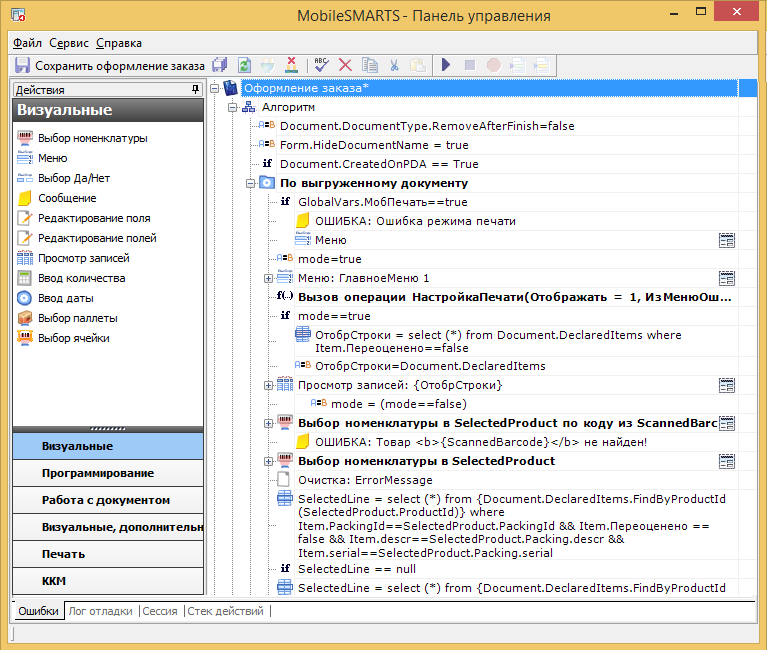 MobileSMARTS - Панель управления
Файл Сервис Справка
Сохранить оформление заказа
ABC
Действия
Визуальные
Выбор номенклатуры
Меню
Выбор Да/Нет
Сообщение
Редактирование поля
Редактирование полей
Просмотр записей
Ввод количества
Ввод даты
Выбор паллеты
Выбор ячейки
Визуальные
Программирование
Работа с документом
Визуальные, дополнительн
Печать
ККМ
Оформление заказа*
Алгоритм
A=B Document.DocumentType.RemoveAfterFinish=false
A=B Form.HideDocumentName = true
if Document.CreatedOnPDA == True
По выгруженному документу
if GlobalVars.МобПечать==true
ОШИБКА: Ошибка режима печати
Меню
A=B mode=true
Меню: ГлавноеМеню 1
f(..) Вызов операции НастройкаПечати(Отображать = 1, ИзМенюОш...
if mode==true
ОтобрСтроки = select (*) from Document.DeclaredItems where
Item.Переоценено==false
A=B ОтобрСтроки=Document.DeclaredItems
Просмотр записей: {ОтобрСтроки}
A=B mode = (mode==false)
Выбор номенклатуры в SelectedProduct по коду из ScannedBarc
ОШИБКА: Товар <b>{ScannedBarcode}</b> не найден!
Выбор номенклатуры в SelectedProduct
Очистка: ErrorMessage
SelectedLine = select (*) from {Document.DeclaredItems.FindByProductId
(SelectedProduct.ProductId)} where
Item.PackingId==SelectedProduct.PackingId && Item.Переоценено ==
false && Item.descr==SelectedProduct.Packing.descr &&
Item.serial==SelectedProduct.Packing.serial
if SelectedLine == null
SelectedLine = select (*) from {Document.DeclaredItems.FindByProductId
Ошибки Лог отладки Сессия Стек действий